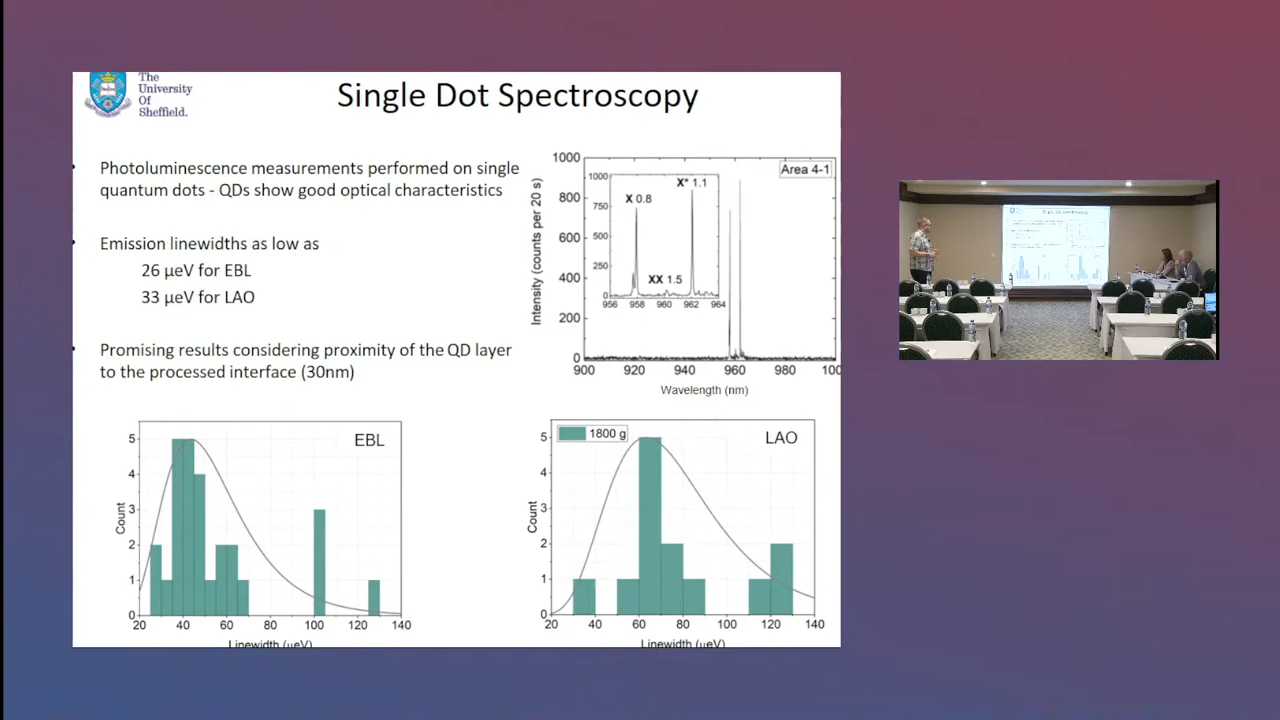 The
University
Of
Sheffield.
Single Dot Spectroscopy
Photoluminescence measurements performed on single
quantum dots - QDs show good optical characteristics
Emission linewidths as low as
26 µeV for EBL
33 µeV for LAO
Promising results considering proximity of the QD layer
to the processed interface (30nm)
Area 4-1
Intensity (counts per 20 s)
1000
800
600
400
200
0
900 920 940 960 980 100
Wavelength (nm)
1000
750
500
250
0
956 958 960 962 964
X 0.8
X* 1.1
XX 1.5
EBL
Count
5
4
3
2
1
0
20 40 60 80 100 120 140
Linewidth (µeV)
1800 g
LAO
Count
5
4
3
2
1
0
20 40 60 80 100 120 140
Linewidth (µeV)